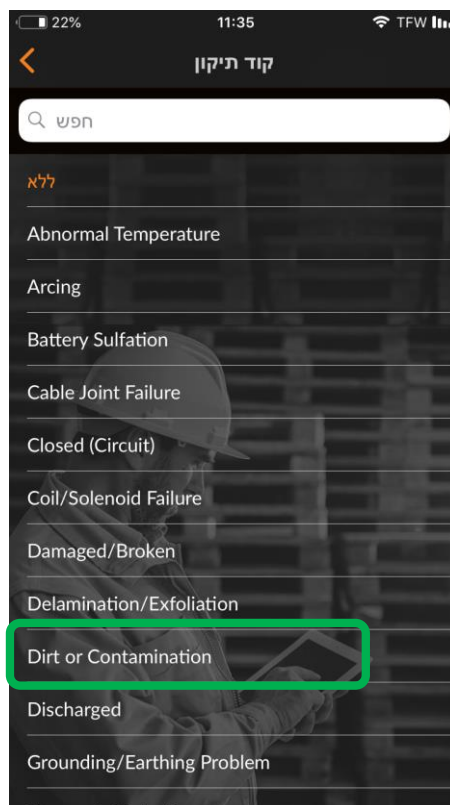 22% 11:35 TFW
קוד תיקון
חפש
ללא
Abnormal Temperature
Arcing
Battery Sulfation
Cable Joint Failure
Closed (Circuit)
Coil/Solenoid Failure
Damaged/Broken
Delamination/Exfoliation
Dirt or Contamination
Discharged
Grounding/Earthing Problem